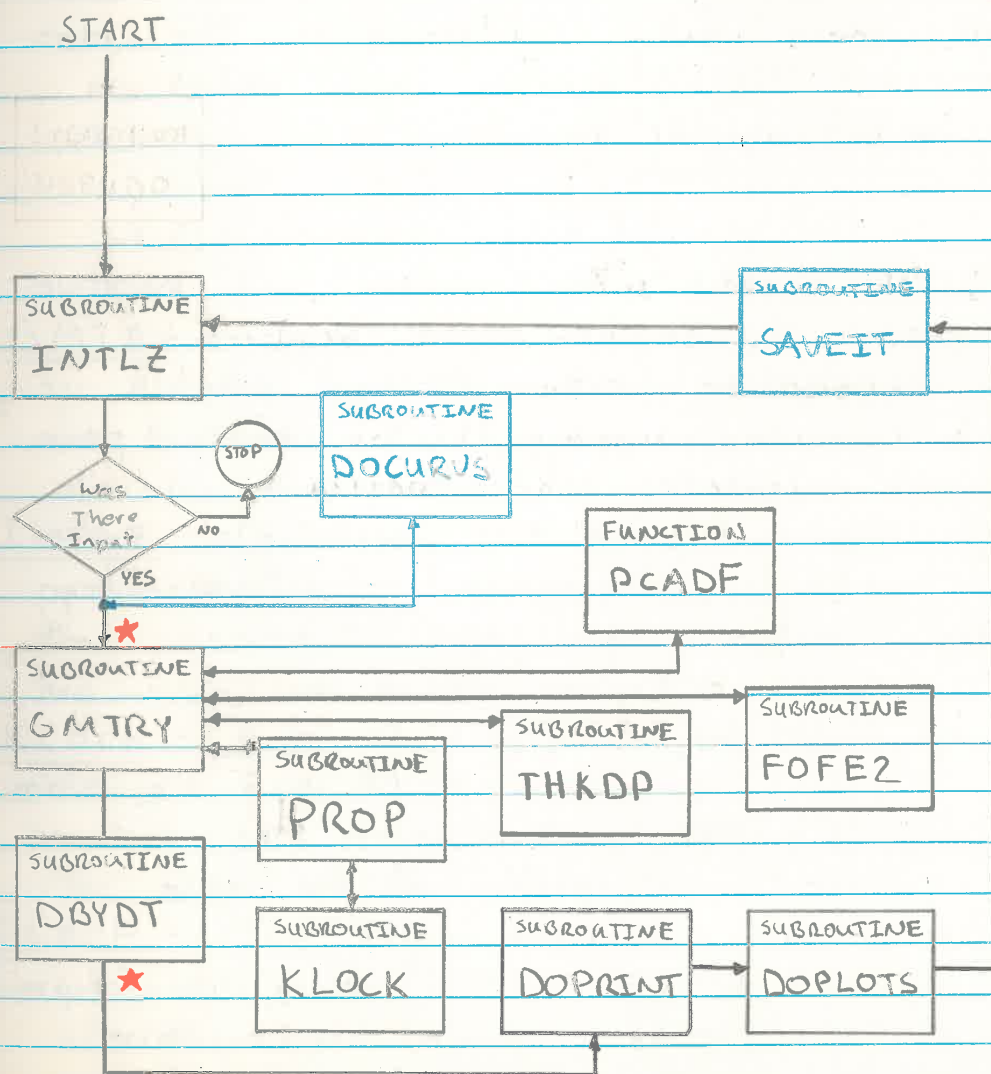 START
SUBROUTINE
INTLZ
SUBROUTINE
SAVEIT
SUBROUTINE
DOCURVS
STOP
Was
There
Input
NO
YES
FUNCTION
PCADF
SUBROUTINE
GMTRY
SUBROUTINE
FOFE2
SUBROUTINE
THKDP
SUBROUTINE
PROP
SUBROUTINE
DBYDT
SUBROUTINE
KLOCK
SUBROUTINE
DOPRINT
SUBROUTINE
DOPLOTS